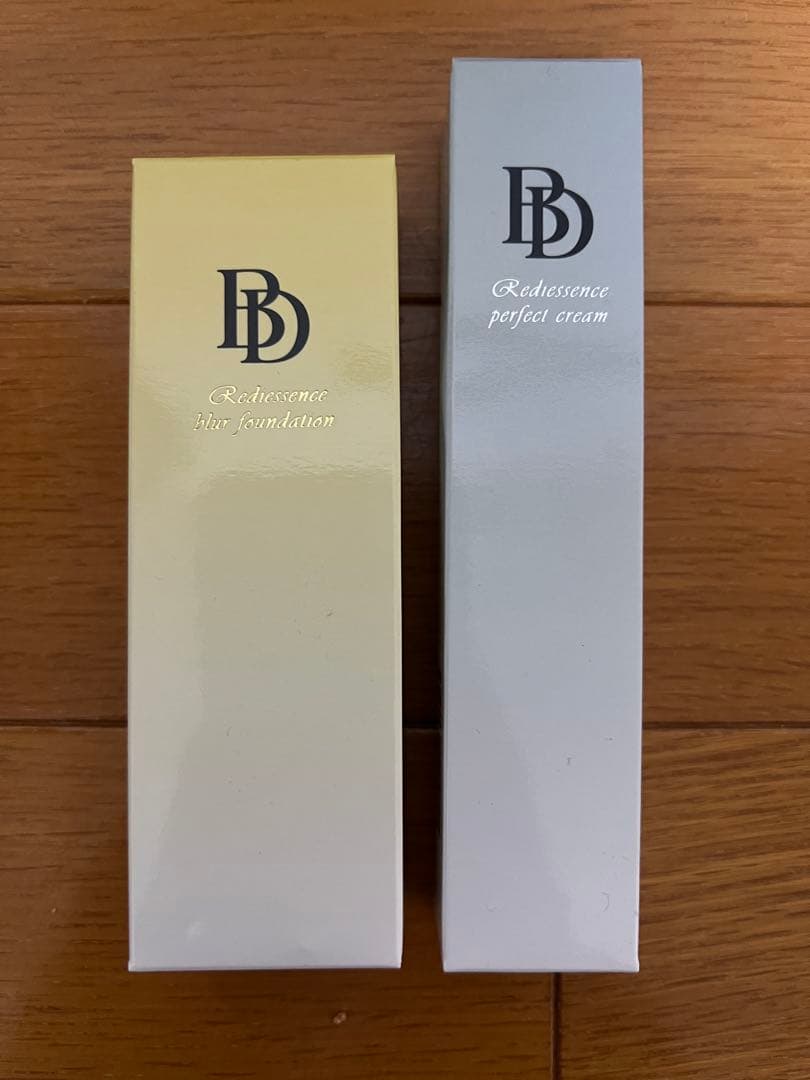 BD
Rediessence
blur foundation
BD
Rediessence
perfect cream